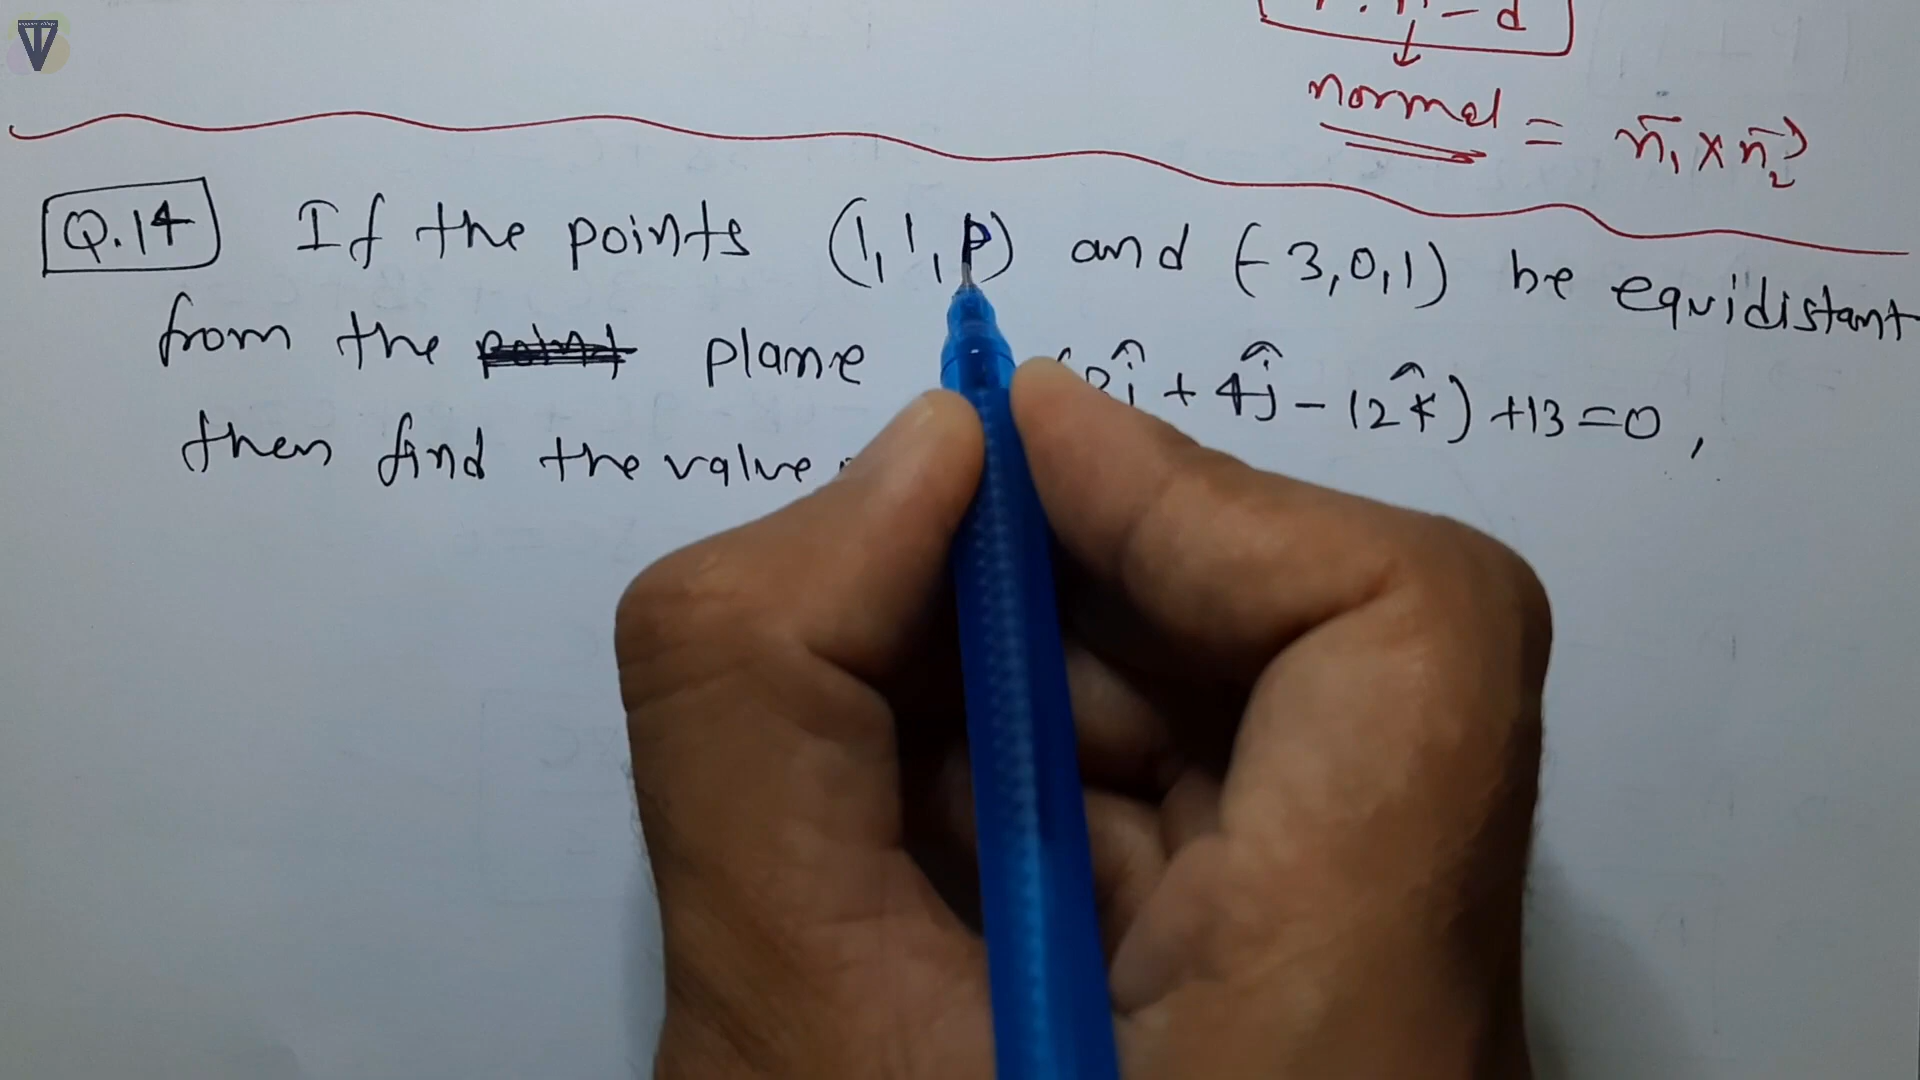 - d
normal = n₁ × n₂
Q.14 If the points (1, 1, P) and (-3, 0, 1) be equidistant
from the plane + 4ĵ - 12k̂) + 13 = 0,
then find the value